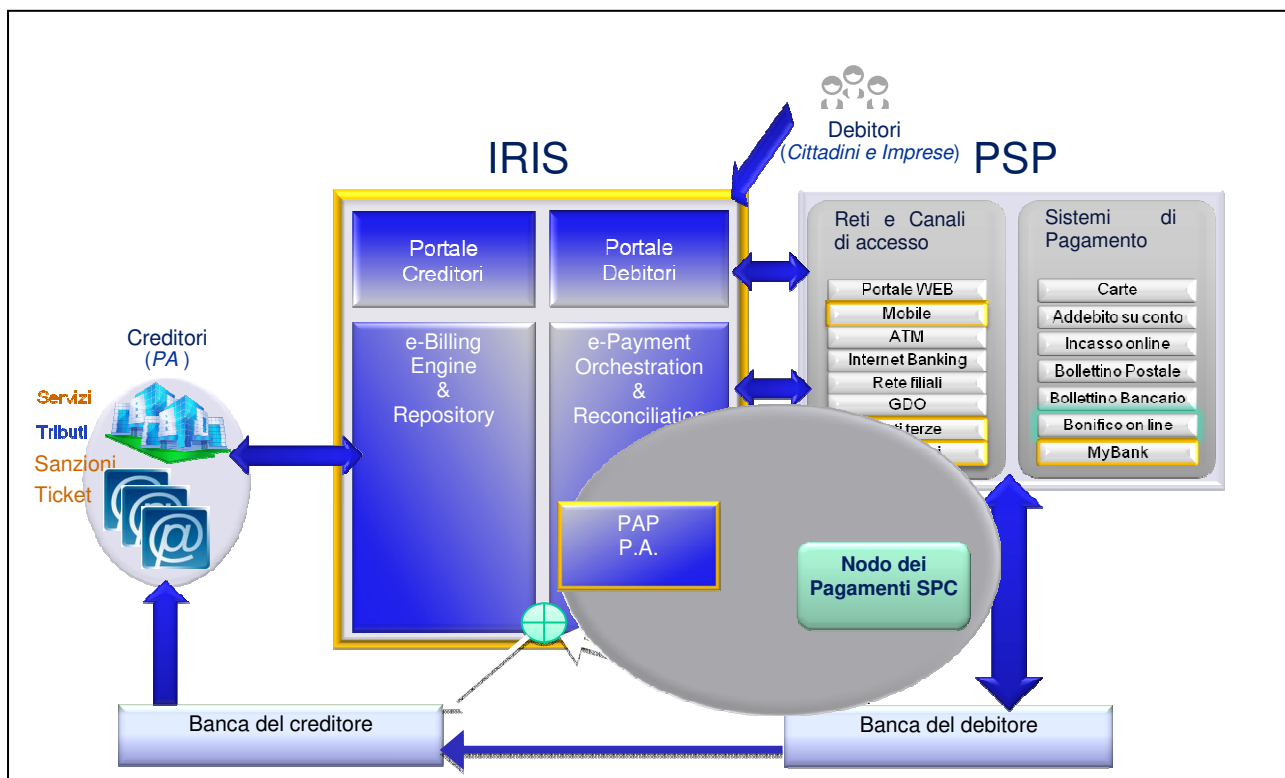 Debitori
(Cittadini e Imprese)
IRIS
PSP
Portale
Creditori
Portale
Debitori
Reti e Canali
di accesso
Sistemi di
Pagamento
Portale WEB
Mobile
ATM
Internet Banking
Rete filiali
GDO
terze
Carte
Addebito su conto
Incasso online
Bollettino Postale
Bollettino Bancario
Bonifico on line
MyBank
e-Billing
Engine
&
Repository
e-Payment
Orchestration
&
Reconciliation
Creditori
(PA )
Servizi
Tributi
Sanzioni
Ticket
@
@
@
PAP
P.A.
Nodo dei
Pagamenti SPC
Banca del creditore
Banca del debitore